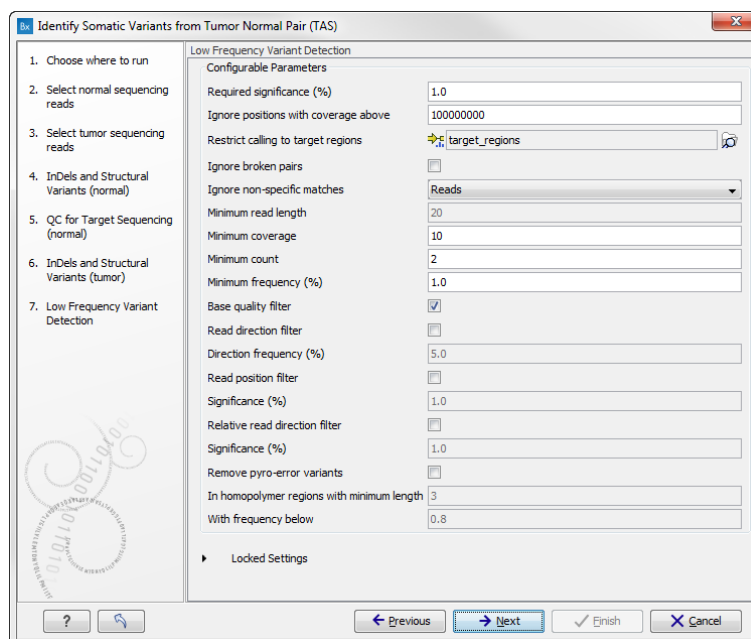 Bx Identify Somatic Variants from Tumor Normal Pair (TAS)
1. Choose where to run
2. Select normal sequencing
reads
3. Select tumor sequencing
reads
4. InDels and Structural
Variants (normal)
5. QC for Target Sequencing
(normal)
6. InDels and Structural
Variants (tumor)
7. Low Frequency Variant
Detection
Low Frequency Variant Detection
Configurable Parameters
Required significance (%) 1.0
Ignore positions with coverage above 100000000
Restrict calling to target regions target_regions
Ignore broken pairs
Ignore non-specific matches Reads
Minimum read length 20
Minimum coverage 10
Minimum count 2
Minimum frequency (%) 1.0
Base quality filter
Read direction filter
Direction frequency (%) 5.0
Read position filter
Significance (%) 1.0
Relative read direction filter
Significance (%) 1.0
Remove pyro-error variants
In homopolymer regions with minimum length 3
With frequency below 0.8
Locked Settings
? Previous Next Finish Cancel